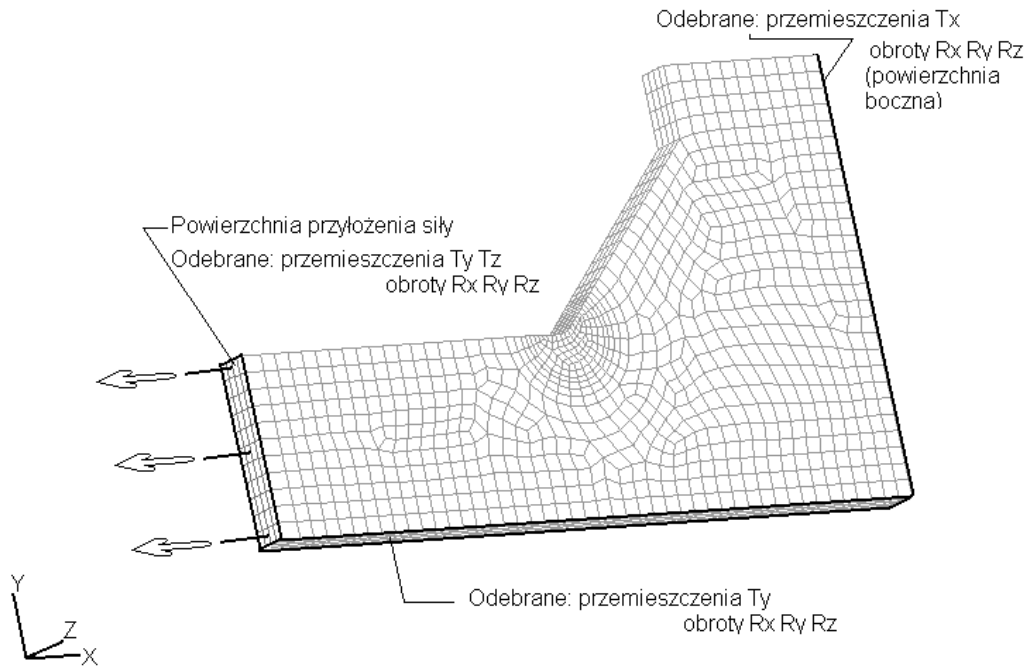 Odebrane: przemieszczenia Tx
obroty Rx Ry Rz
(powierzchnia
boczna)
Powierzchnia przyłożenia siły
Odebrane: przemieszczenia Ty Tz
obroty Rx Ry Rz
Odebrane: przemieszczenia Ty
obroty Rx Ry Rz
Y
Z
X